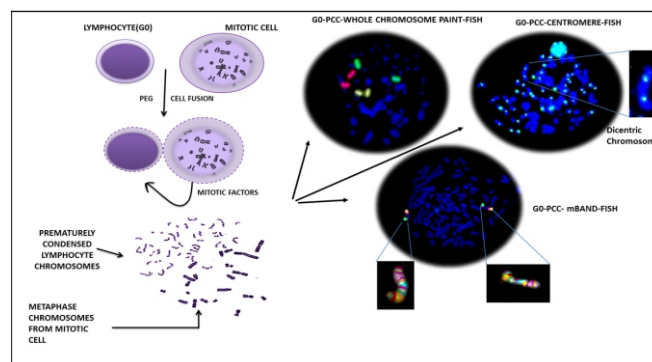 LYMPHOCYTE(G0)
MITOTIC CELL
PEG
CELL FUSION
MITOTIC FACTORS
PREMATURELY
CONDENSED
LYMPHOCYTE
CHROMOSOMES
METAPHASE
CHROMOSOMES
FROM MITOTIC
CELL
G0-PCC-WHOLE CHROMOSOME PAINT-FISH
G0-PCC-CENTROMERE-FISH
Dicentric
Chromosom
G0-PCC- mBAND-FISH